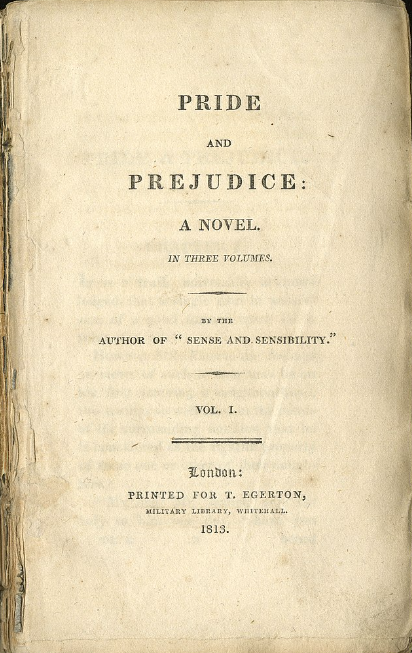 PRIDE
AND
PREJUDICE:
A NOVEL.
IN THREE VOLUMES.
BY THE
AUTHOR OF " SENSE AND SENSIBILITY."
VOL. I.
London:
PRINTED FOR T. EGERTON,
MILITARY LIBRARY, WHITEHALL.
1813.